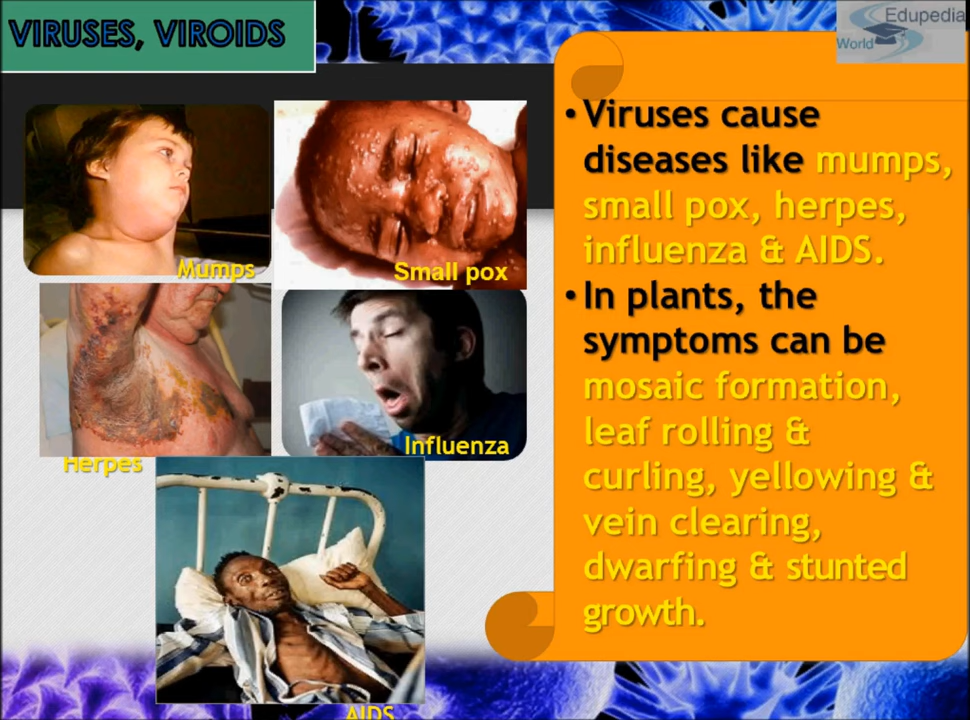 VIRUSES, VIROIDS
Edupedia
World
Mumps
Small pox
Herpes
Influenza
AIDS
• Viruses cause
diseases like mumps,
small pox, herpes,
influenza & AIDS.
• In plants, the
symptoms can be
mosaic formation,
leaf rolling &
curling, yellowing &
vein clearing,
dwarfing & stunted
growth.